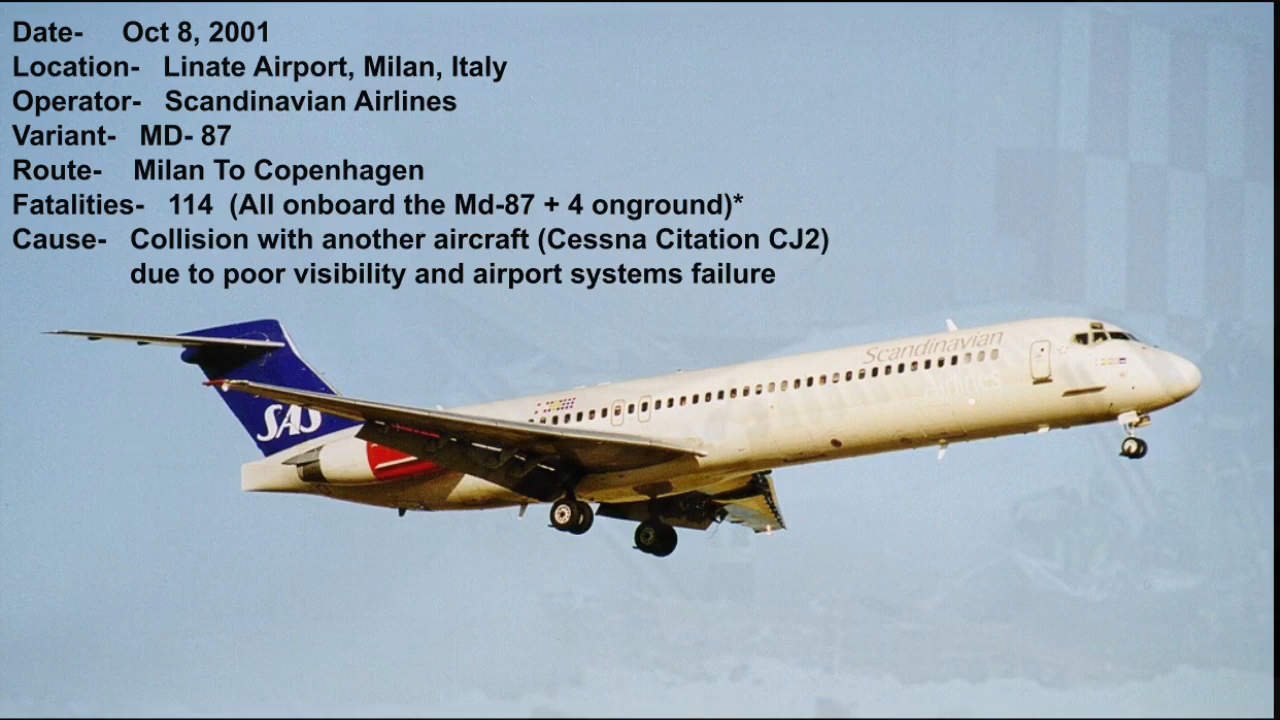 Date- Oct 8, 2001
Location- Linate Airport, Milan, Italy
Operator- Scandinavian Airlines
Variant- MD- 87
Route- Milan To Copenhagen
Fatalities- 114 (All onboard the Md-87 + 4 onground)*
Cause- Collision with another aircraft (Cessna Citation CJ2)
due to poor visibility and airport systems failure
Scandinavian
Airlines
SAS